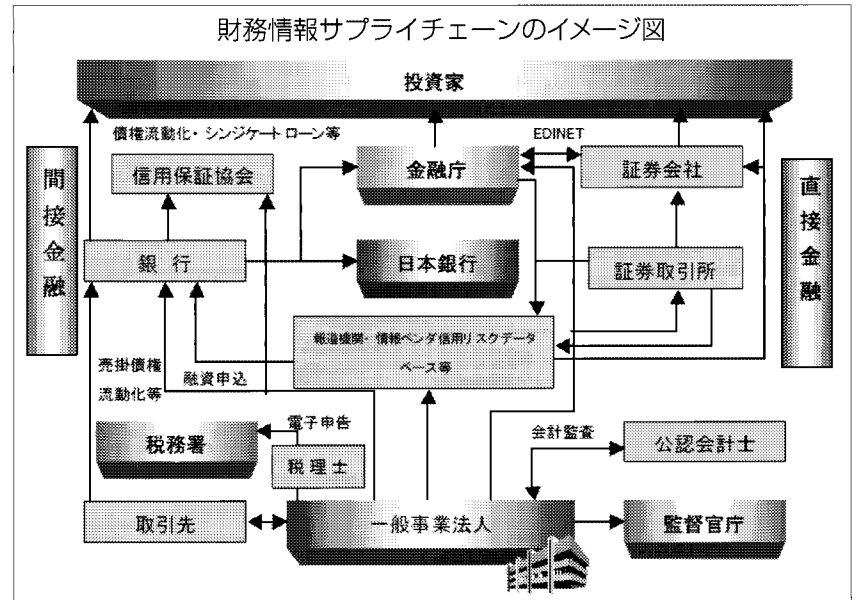 財務情報サプライチェーンのイメージ図
投資家
債権流動化・シンジケートローン等
EDINET
間接金融
信用保証協会
金融庁
証券会社
直接金融
銀行
日本銀行
証券取引所
報道機関・情報ベンダ信用リスクデータ
ベース等
売掛債権
流動化等
融資申込
電子申告
税務署
税理士
会計監査
公認会計士
取引先
一般事業法人
監督官庁